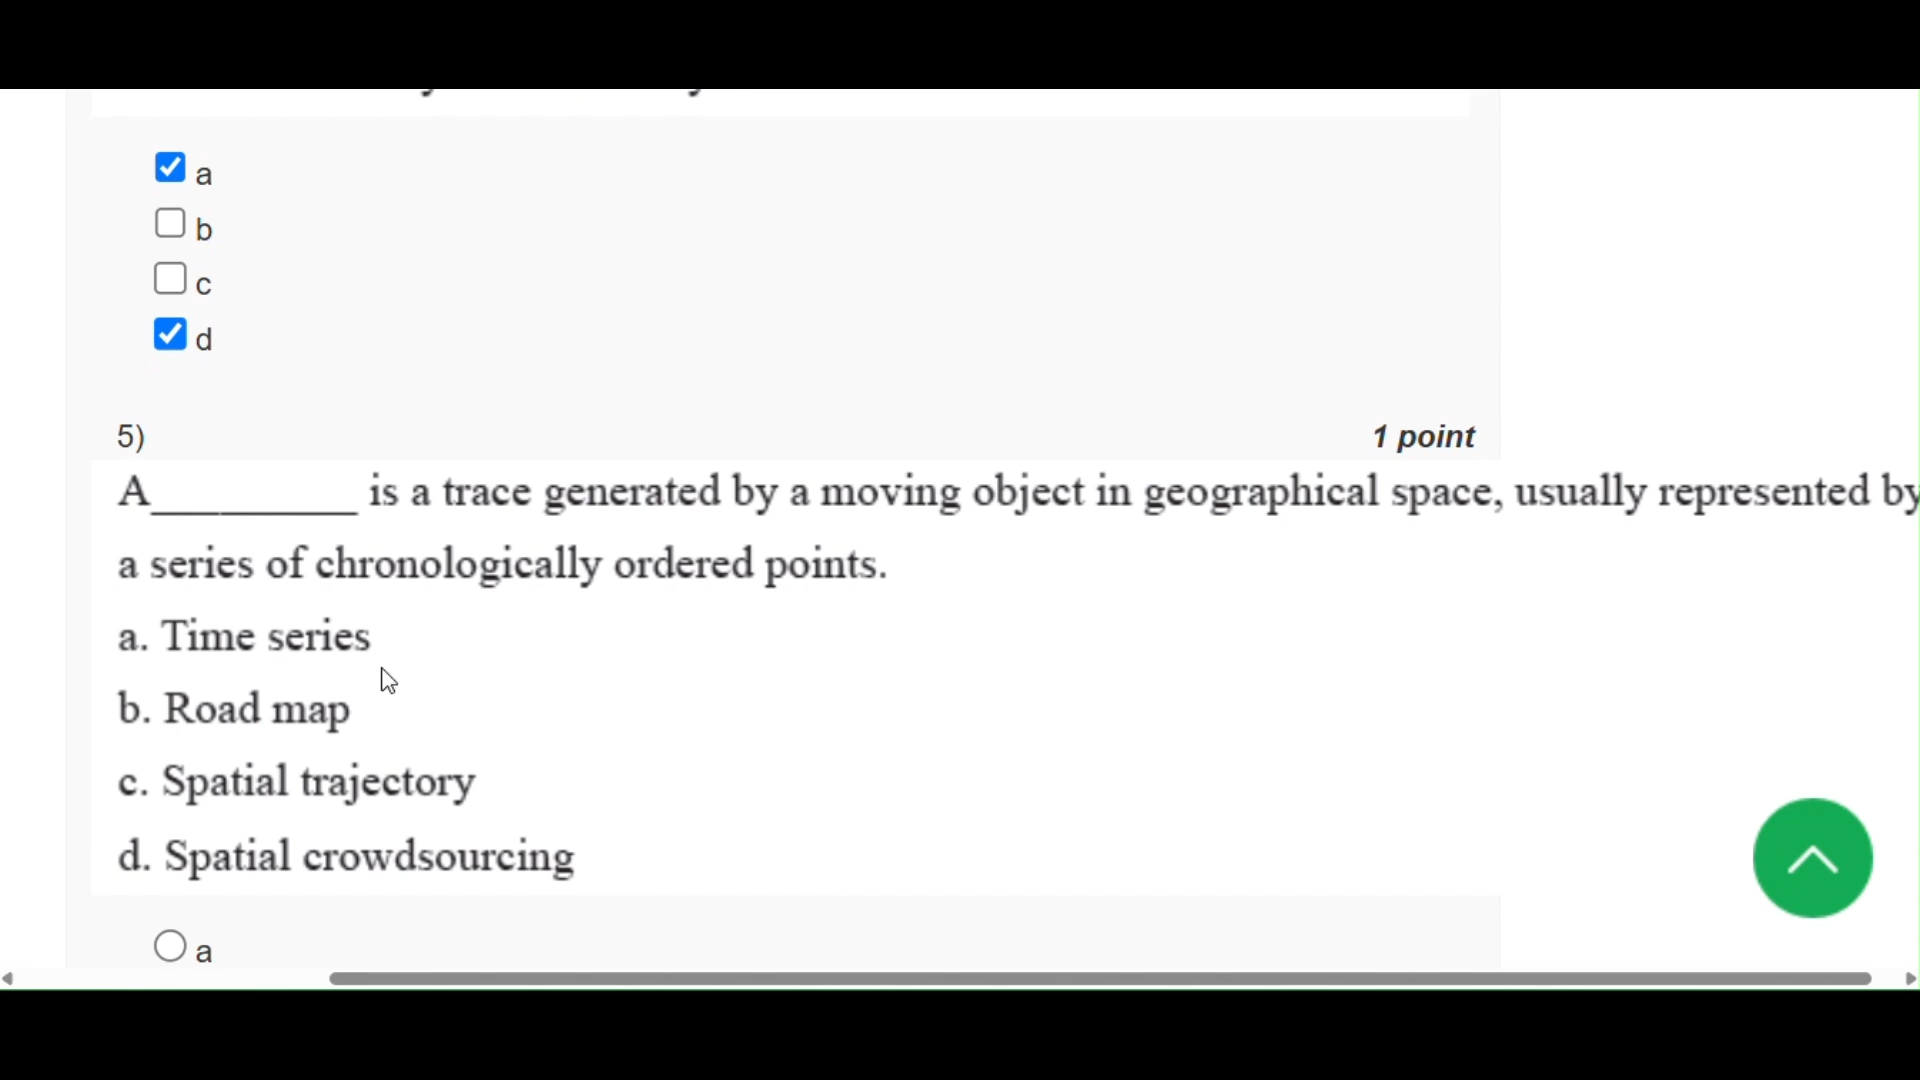 a
b
c
d
5)
1 point
A_________ is a trace generated by a moving object in geographical space, usually represented by
a series of chronologically ordered points.
a. Time series
b. Road map
c. Spatial trajectory
d. Spatial crowdsourcing
a